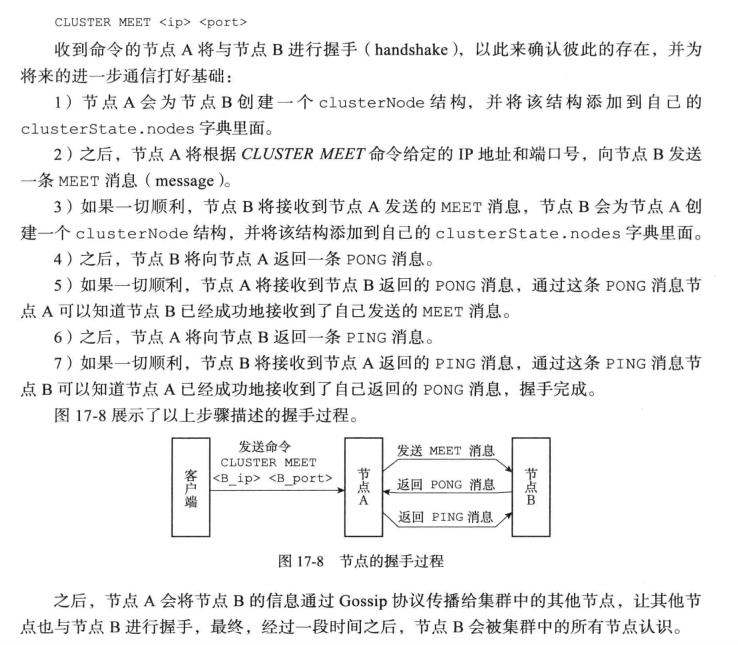 CLUSTER MEET <ip> <port>
收到命令的节点 A 将与节点 B 进行握手（handshake），以此来确认彼此的存在，并为
将来的进一步通信打好基础：
1）节点 A 会为节点 B 创建一个 clusterNode 结构，并将该结构添加到自己的
clusterState.nodes 字典里面。
2）之后，节点 A 将根据 CLUSTER MEET 命令给定的 IP 地址和端口号，向节点 B 发送
一条 MEET 消息（message）。
3）如果一切顺利，节点 B 将接收到节点 A 发送的 MEET 消息，节点 B 会为节点 A 创
建一个 clusterNode 结构，并将该结构添加到自己的 clusterState.nodes 字典里面。
4）之后，节点 B 将向节点 A 返回一条 PONG 消息。
5）如果一切顺利，节点 A 将接收到节点 B 返回的 PONG 消息，通过这条 PONG 消息节
点 A 可以知道节点 B 已经成功地接收到了自己发送的 MEET 消息。
6）之后，节点 A 将向节点 B 返回一条 PING 消息。
7）如果一切顺利，节点 B 将接收到节点 A 返回的 PING 消息，通过这条 PING 消息节
点 B 可以知道节点 A 已经成功地接收到了自己返回的 PONG 消息，握手完成。
图 17-8 展示了以上步骤描述的握手过程。
客户端
发送命令
CLUSTER MEET
<B_ip> <B_port>
节点A
发送 MEET 消息
返回 PONG 消息
返回 PING 消息
节点B
图 17-8 节点的握手过程
之后，节点 A 会将节点 B 的信息通过 Gossip 协议传播给集群中的其他节点，让其他节
点也与节点 B 进行握手，最终，经过一段时间之后，节点 B 会被集群中的所有节点认识。